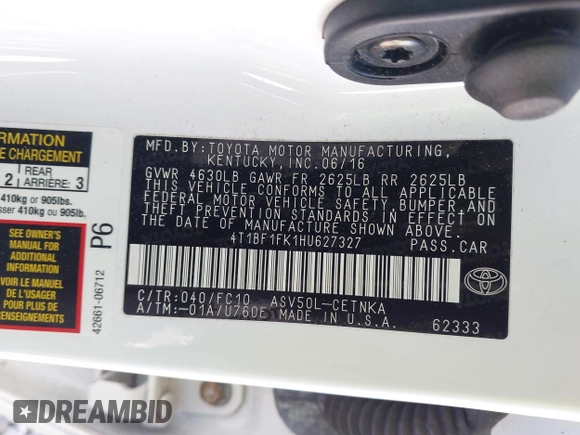 RMATION
E CHARGEMENT
2
REAR
ARRIÈRE: 3
410kg or 905lbs.
sser 410kg ou 905lb.
SEE OWNER'S
MANUAL FOR
ADDITIONAL
INFORMATION
VOIR LE MANUEL
DE L'USAGER
POUR PLUS DE
RENSEIGNEMENTS
P6
42661-06712
MFD.BY:TOYOTA MOTOR MANUFACTURING,
KENTUCKY,INC.06/16
GVWR 4630LB GAWR FR 2625LB RR 2625LB
THIS VEHICLE CONFORMS TO ALL APPLICABLE
FEDERAL MOTOR VEHICLE SAFETY,BUMPER,AND
THEFT PREVENTION STANDARDS IN EFFECT ON
THE DATE OF MANUFACTURE SHOWN ABOVE.
4T1BF1FK1HU627327 PASS.CAR
C/TR:040/FC10 ASV50L-CETNKA
A/TM:-01A/U760E MADE IN U.S.A. 62333
DREAMBID